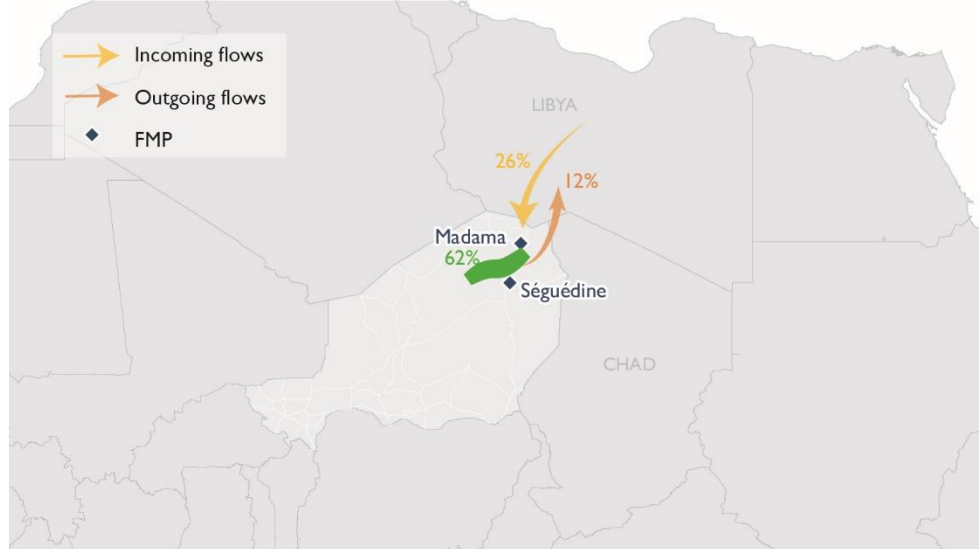 Incoming flows
Outgoing flows
FMP
LIBYA
26%
12%
Madama
62%
Séguédine
CHAD